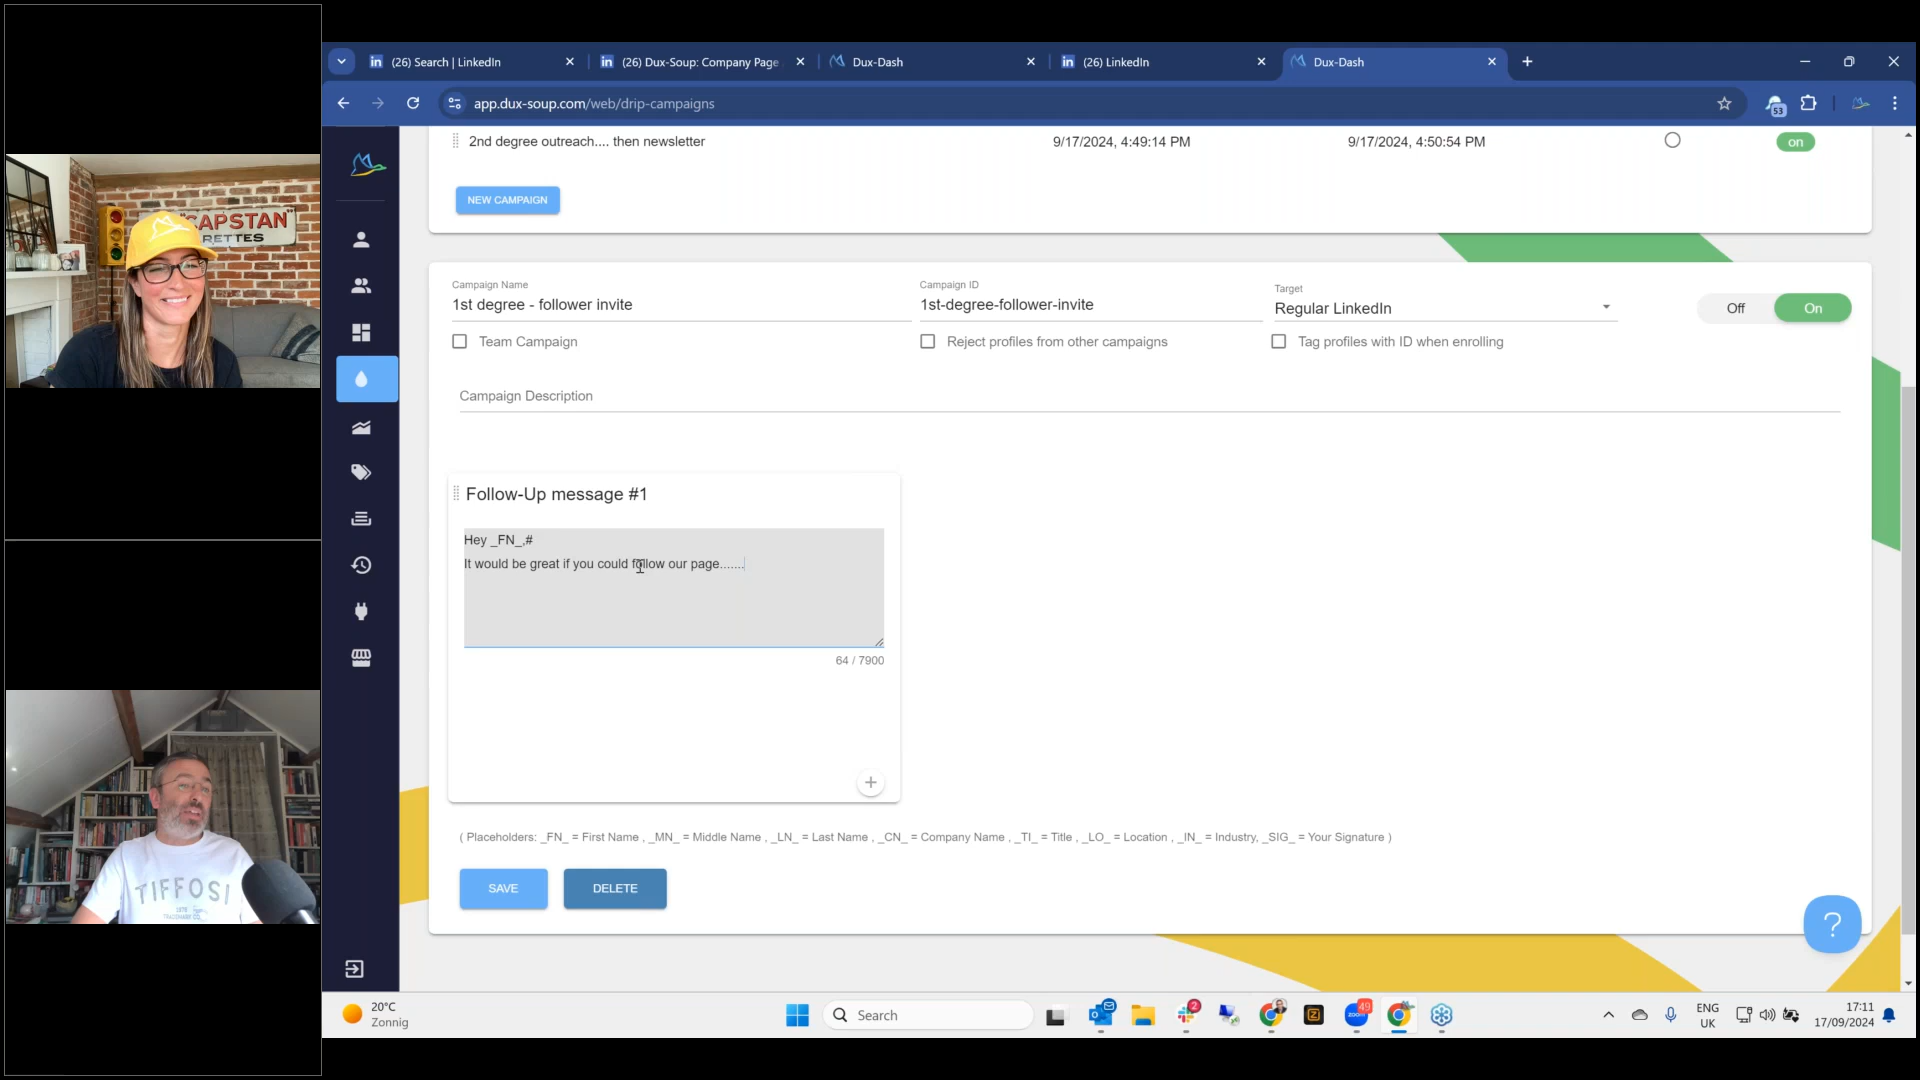 (26) Search | LinkedIn
(26) Dux-Soup: Company Page
Dux-Dash
(26) LinkedIn
Dux-Dash
app.dux-soup.com/web/drip-campaigns
53
2nd degree outreach.... then newsletter 9/17/2024, 4:49:14 PM 9/17/2024, 4:50:54 PM on
NEW CAMPAIGN
Campaign Name
1st degree - follower invite
Campaign ID
1st-degree-follower-invite
Target
Regular LinkedIn
Off On
Team Campaign
Reject profiles from other campaigns
Tag profiles with ID when enrolling
Campaign Description
Follow-Up message #1
Hey _FN_,#
It would be great if you could follow our page.......
64 / 7900
( Placeholders: _FN_ = First Name , _MN_ = Middle Name , _LN_ = Last Name , _CN_ = Company Name , _TI_ = Title , _LO_ = Location , _IN_ = Industry, _SIG_ = Your Signature )
SAVE DELETE
?
20°C
Zonnig
Search
2
zoom
49
ENG
UK
17:11
17/09/2024
"CAPSTAN"
RETTES
TIFFOSI